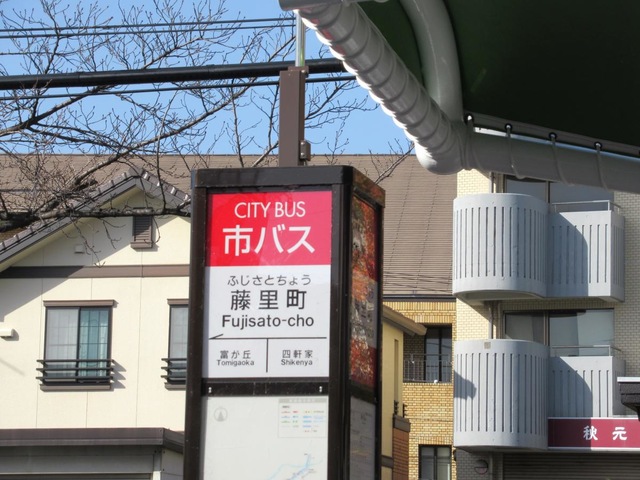 CITY BUS
市バス
ふじさとちょう
藤里町
Fujisato-cho
富が丘 四軒家
Tomigaoka Shikenya
秋元